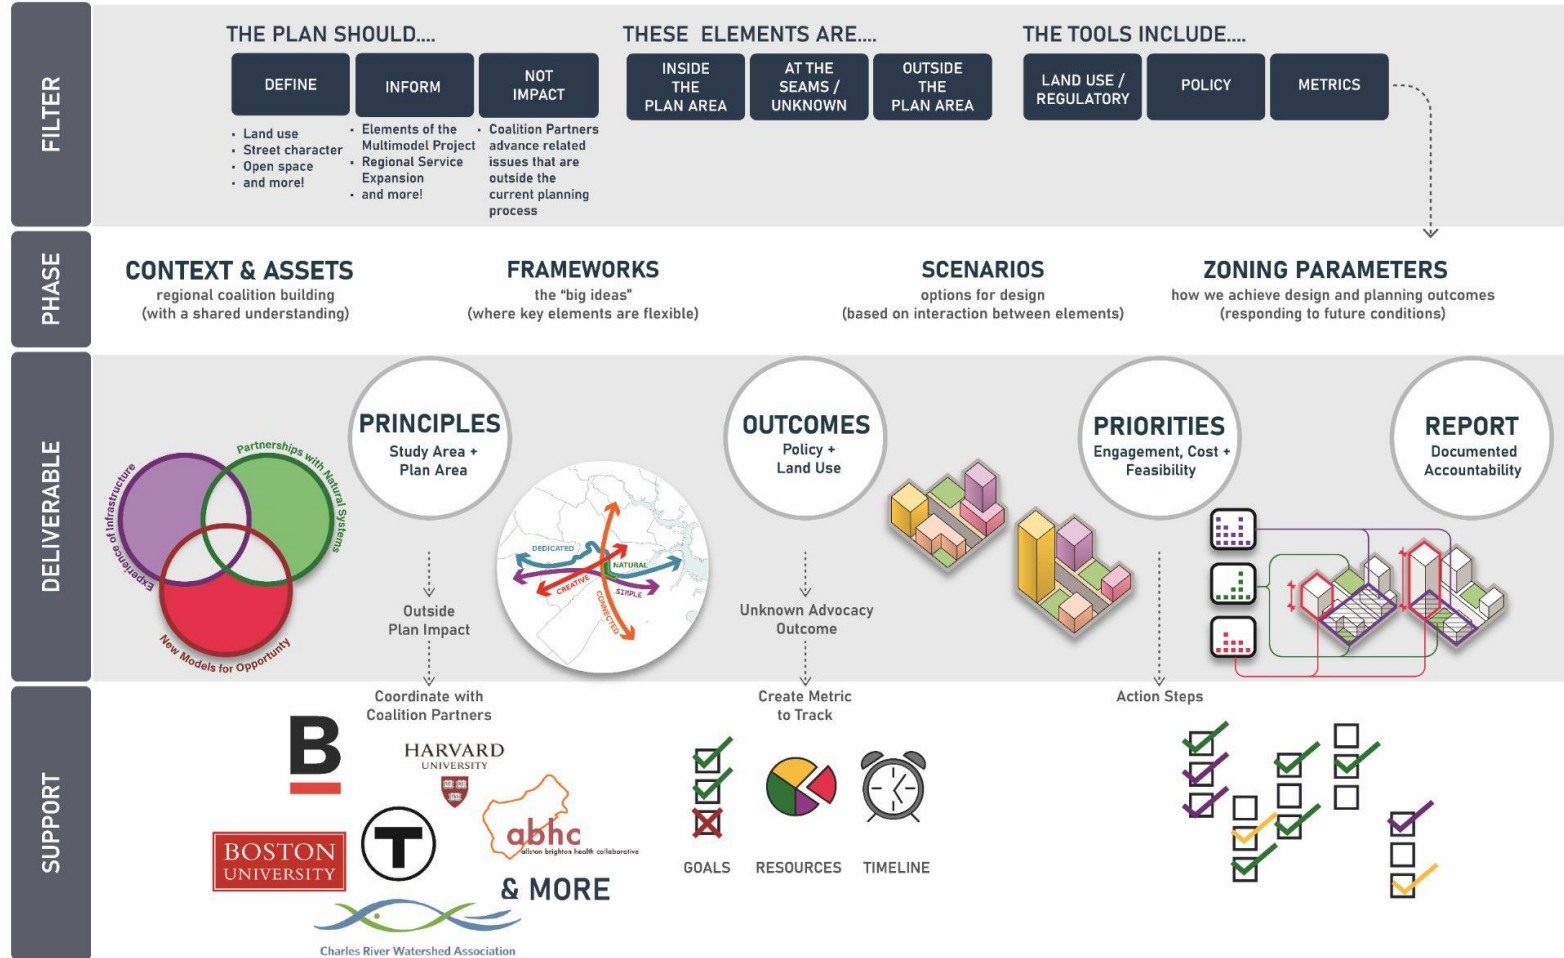 FILTER
THE PLAN SHOULD....
DEFINE
• Land use
• Street character
• Open space
• and more!
INFORM
• Elements of the
Multimodel Project
• Regional Service
Expansion
• and more!
NOT
IMPACT
• Coalition Partners
advance related
issues that are
outside the
current planning
process
THESE ELEMENTS ARE....
INSIDE
THE
PLAN AREA
AT THE
SEAMS /
UNKNOWN
OUTSIDE
THE
PLAN AREA
THE TOOLS INCLUDE....
LAND USE /
REGULATORY
POLICY
METRICS
PHASE
CONTEXT & ASSETS
regional coalition building
(with a shared understanding)
FRAMEWORKS
the "big ideas"
(where key elements are flexible)
SCENARIOS
options for design
(based on interaction between elements)
ZONING PARAMETERS
how we achieve design and planning outcomes
(responding to future conditions)
DELIVERABLE
Experience of Infrastructure
Partnerships with Natural Systems
New Models for Opportunity
PRINCIPLES
Study Area +
Plan Area
Outside
Plan Impact
DEDICATED
NATURAL
CREATIVE
SIMPLE
CONNECTED
OUTCOMES
Policy +
Land Use
Unknown Advocacy
Outcome
PRIORITIES
Engagement, Cost +
Feasibility
REPORT
Documented
Accountability
SUPPORT
Coordinate with
Coalition Partners
B
HARVARD
UNIVERSITY
BOSTON
UNIVERSITY
T
abhc
allston brighton health collaborative
& MORE
Charles River Watershed Association
Create Metric
to Track
GOALS
RESOURCES
TIMELINE
Action Steps